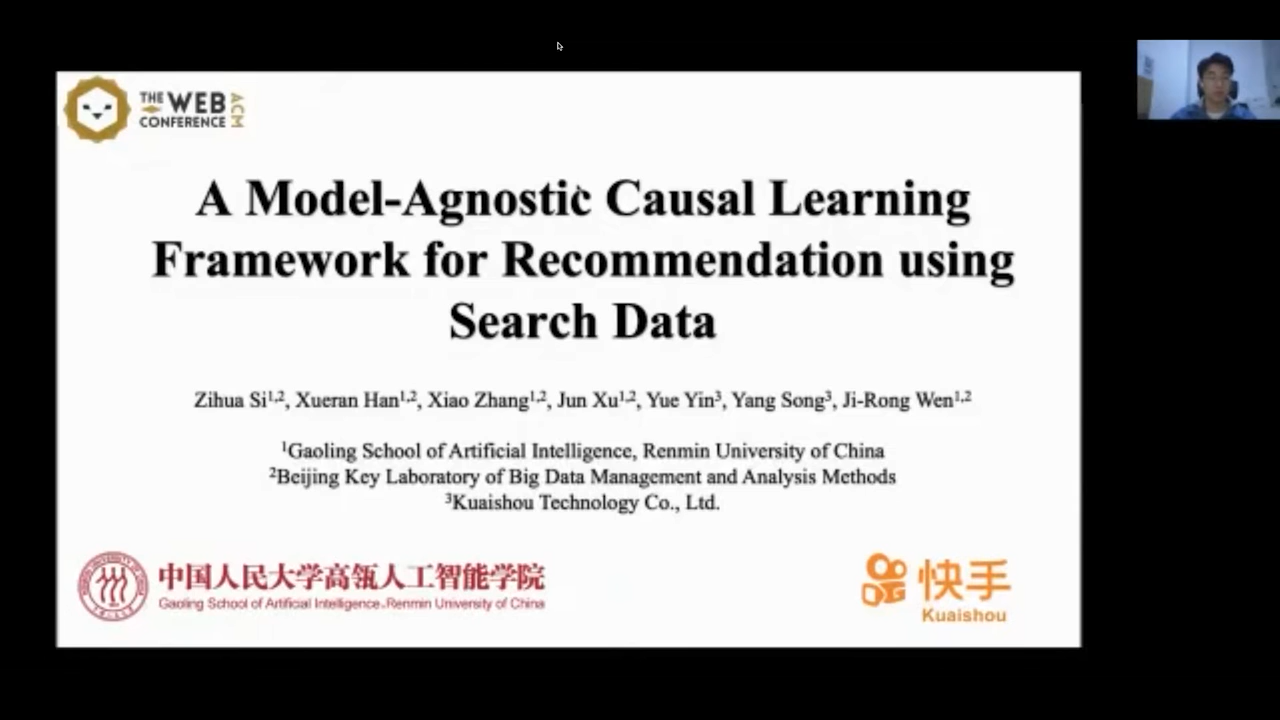 THE WEB CONFERENCE
ACM
A Model-Agnostic Causal Learning
Framework for Recommendation using
Search Data
Zihua Si1,2, Xueran Han1,2, Xiao Zhang1,2, Jun Xu1,2, Yue Yin3, Yang Song3, Ji-Rong Wen1,2
1Gaoling School of Artificial Intelligence, Renmin University of China
2Beijing Key Laboratory of Big Data Management and Analysis Methods
3Kuaishou Technology Co., Ltd.
中国人民大学高瓴人工智能学院
Gaoling School of Artificial Intelligence, Renmin University of China
快手
Kuaishou